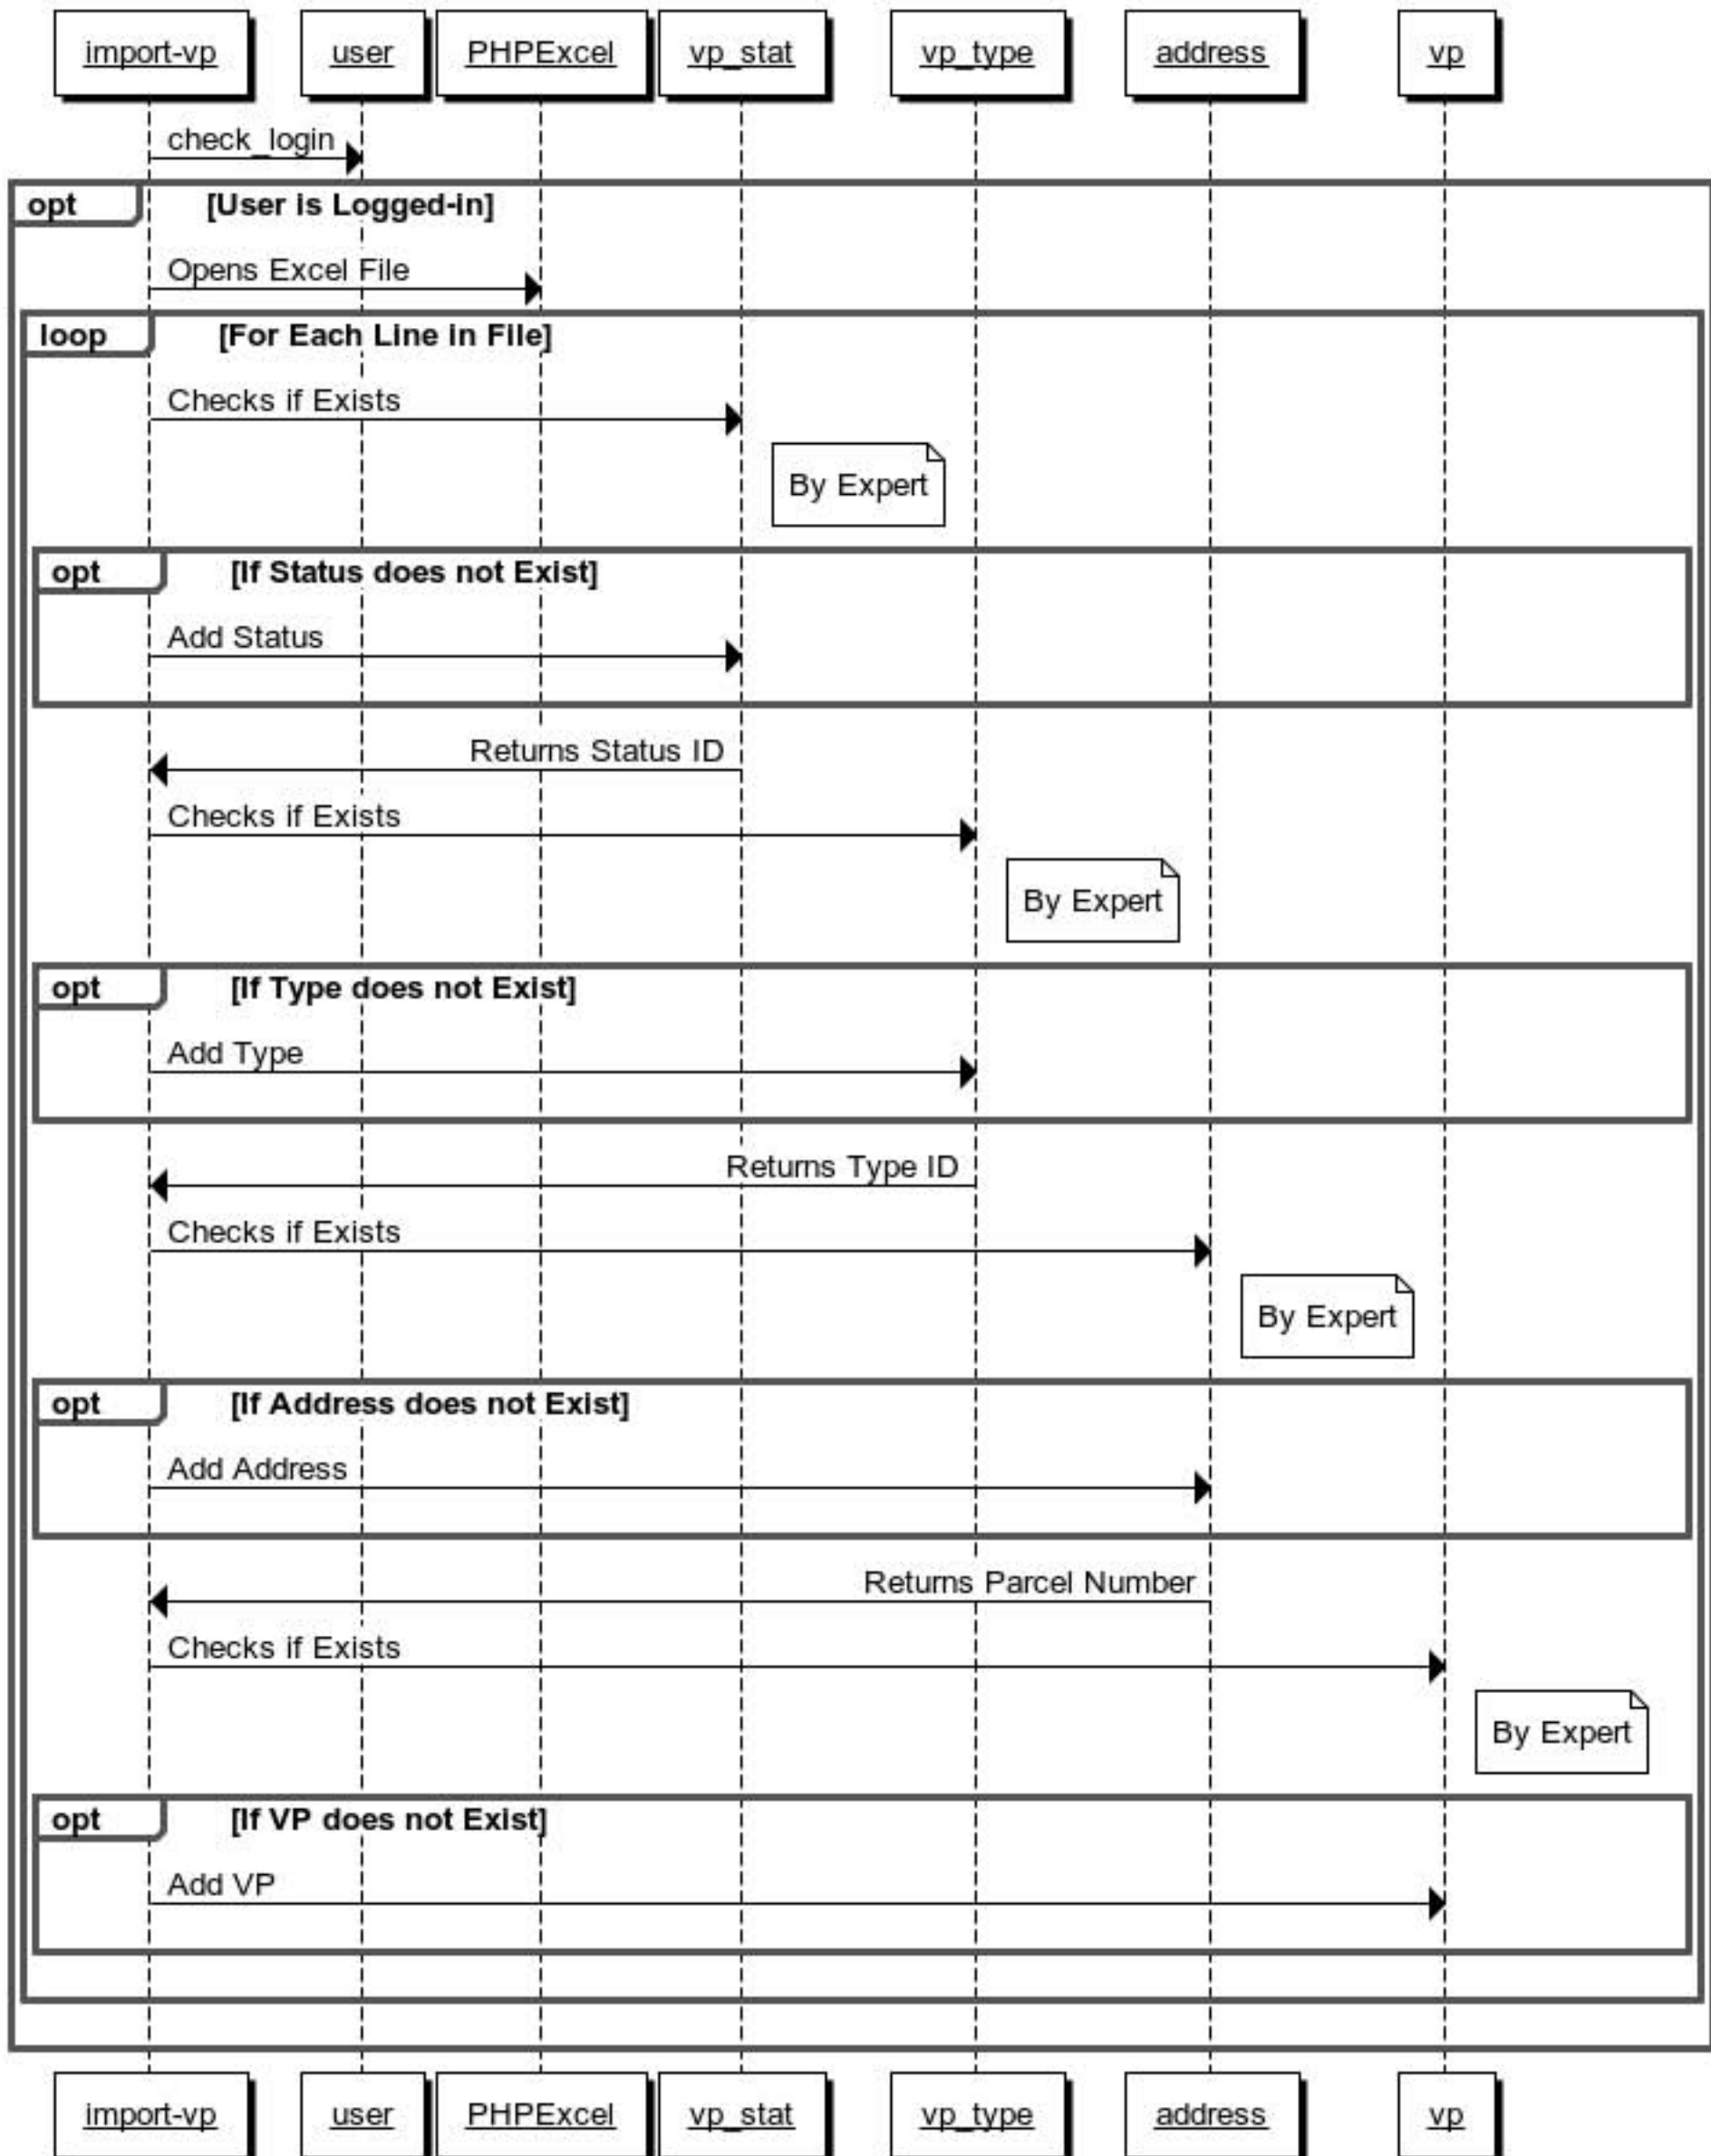 import-vp
user
PHPExcel
vp_stat
vp_type
address
vp
check_login
opt
[User is Logged-in]
Opens Excel File
loop
[For Each Line in File]
Checks if Exists
By Expert
opt
[If Status does not Exist]
Add Status
Returns Status ID
Checks if Exists
By Expert
opt
[If Type does not Exist]
Add Type
Returns Type ID
Checks if Exists
By Expert
opt
[If Address does not Exist]
Add Address
Returns Parcel Number
Checks if Exists
By Expert
opt
[If VP does not Exist]
Add VP
import-vp
user
PHPExcel
vp_stat
vp_type
address
vp